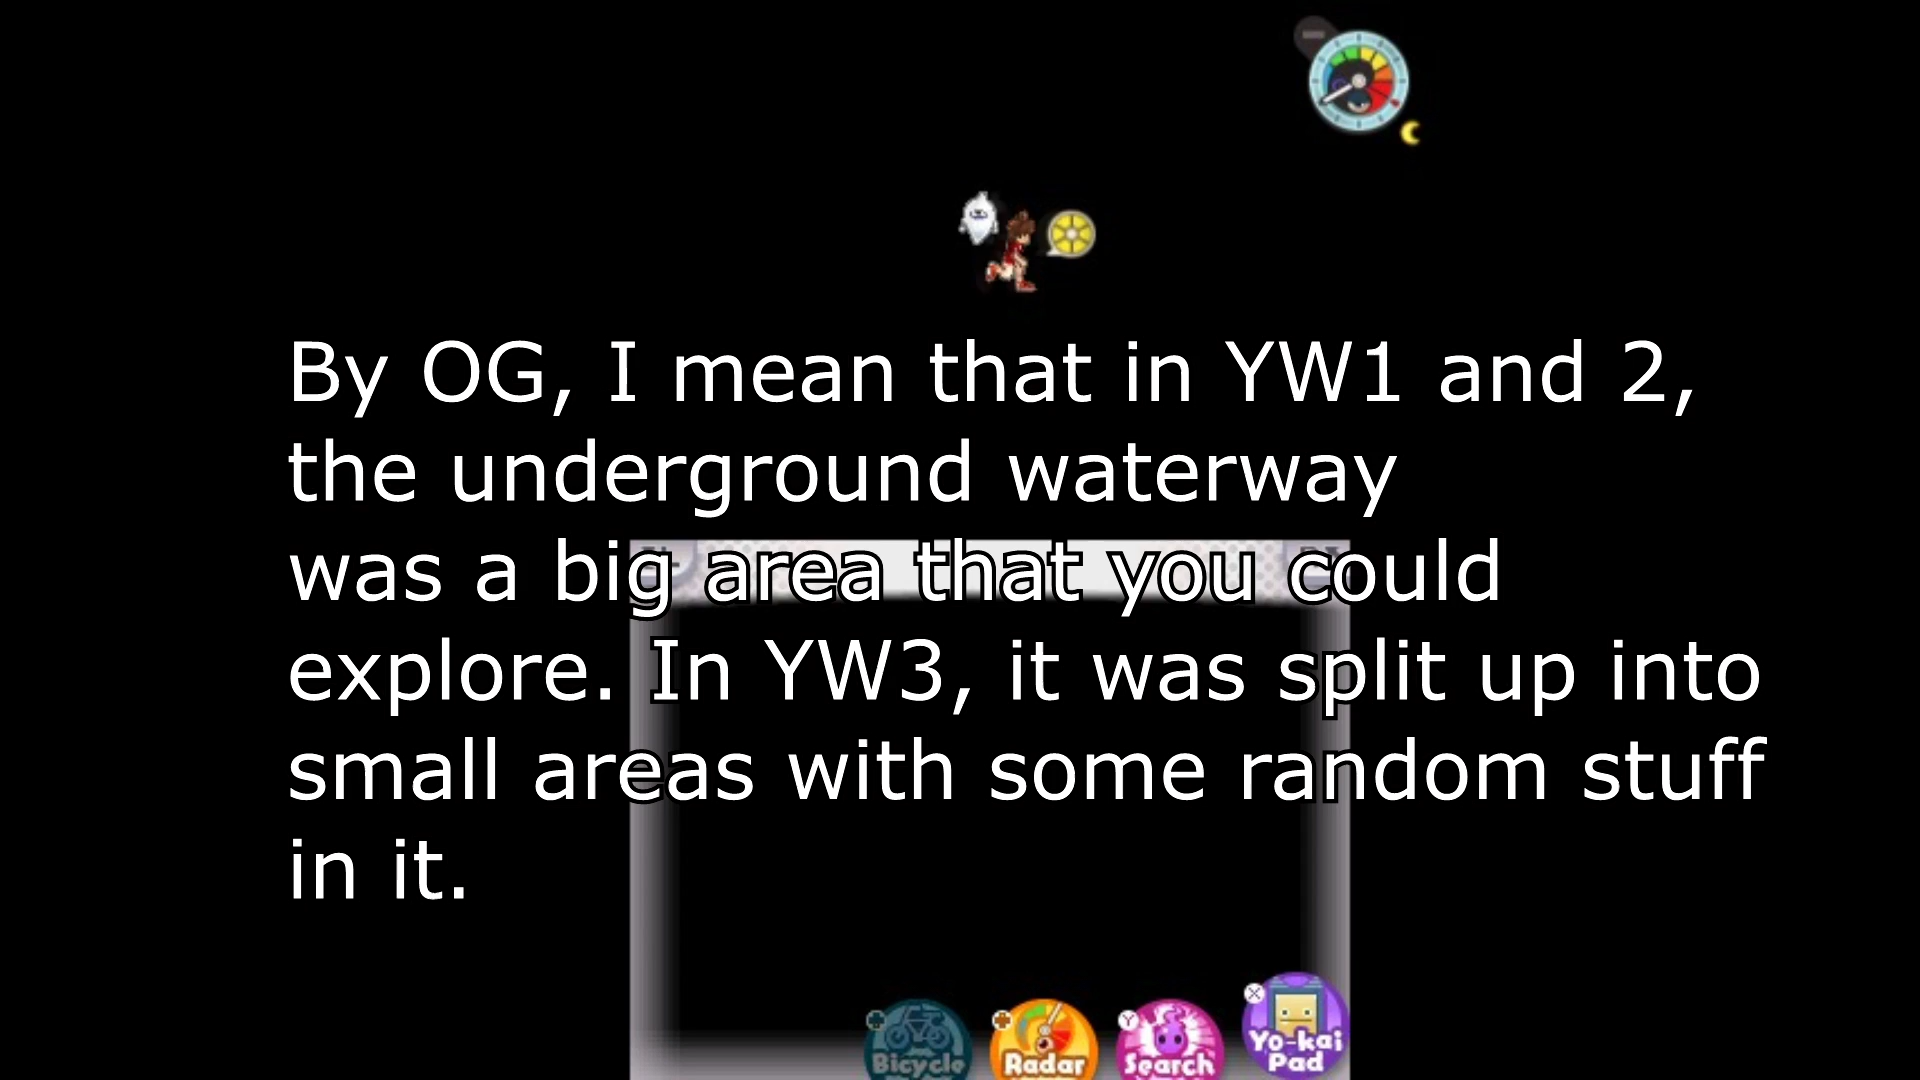 By OG, I mean that in YW1 and 2,
the underground waterway
was a big area that you could
explore. In YW3, it was split up into
small areas with some random stuff
in it.
X
Y
Bicycle
Radar
Search
Yo-kai
Pad